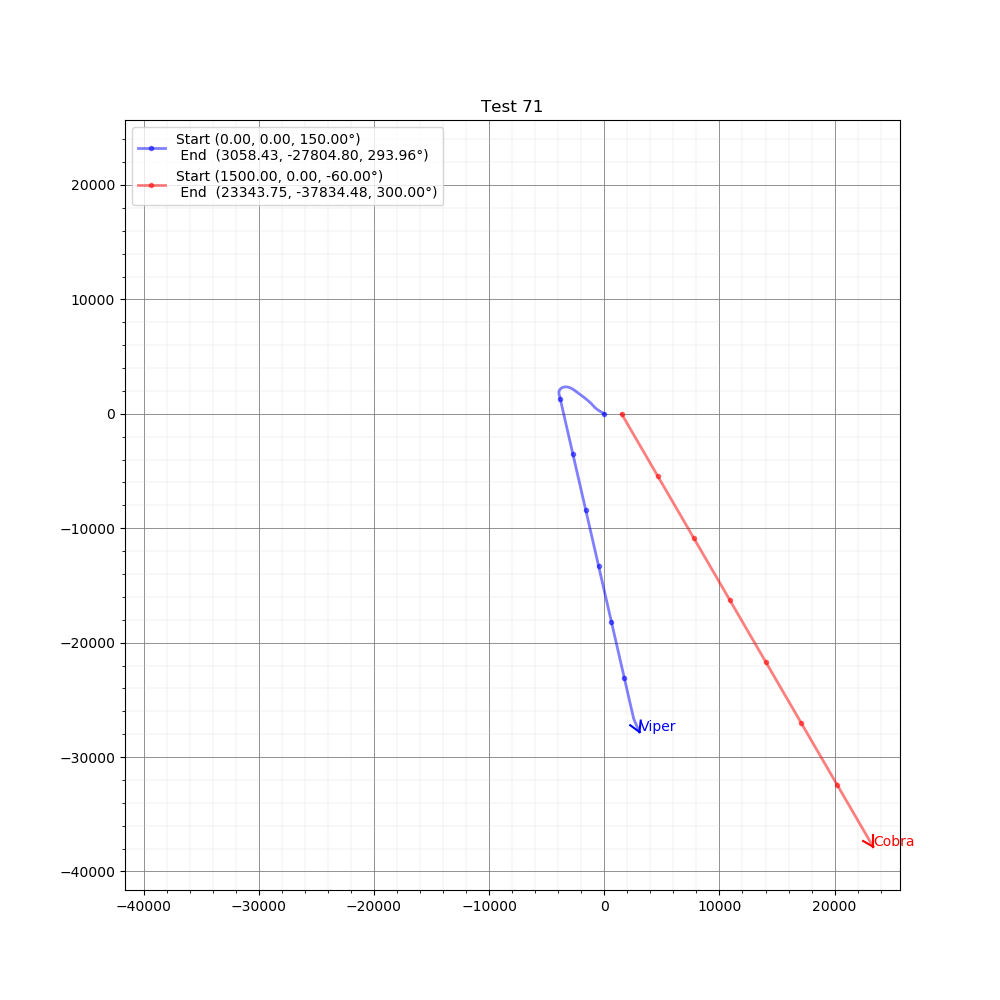 Test 71
Start (0.00, 0.00, 150.00°)
End (3058.43, -27804.80, 293.96°)
Start (1500.00, 0.00, -60.00°)
End (23343.75, -37834.48, 300.00°)
20000
10000
0
−10000
−20000
−30000
−40000
Viper
Cobra
−40000
−30000
−20000
−10000
0
10000
20000